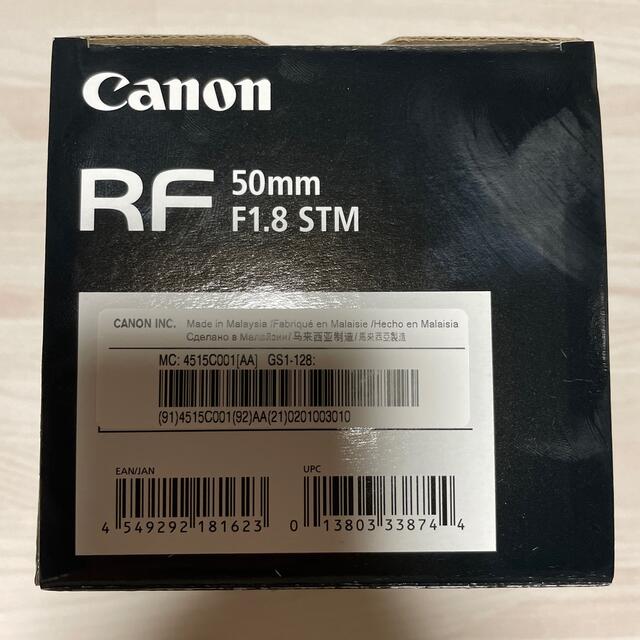 Canon
RF
50mm
F1.8 STM
CANON INC. Made in Malaysia /Fabriqué en Malaisie /Hecho en Malaisia
Сделано в Малайзии/马来西亚制造/馬來西亞製造
MC: 4515C001[AA] GS1-128:
(91)4515C001(92)AA(21)0201003010
EAN/JAN
4 549292 181623
UPC
0 13803 33874 4